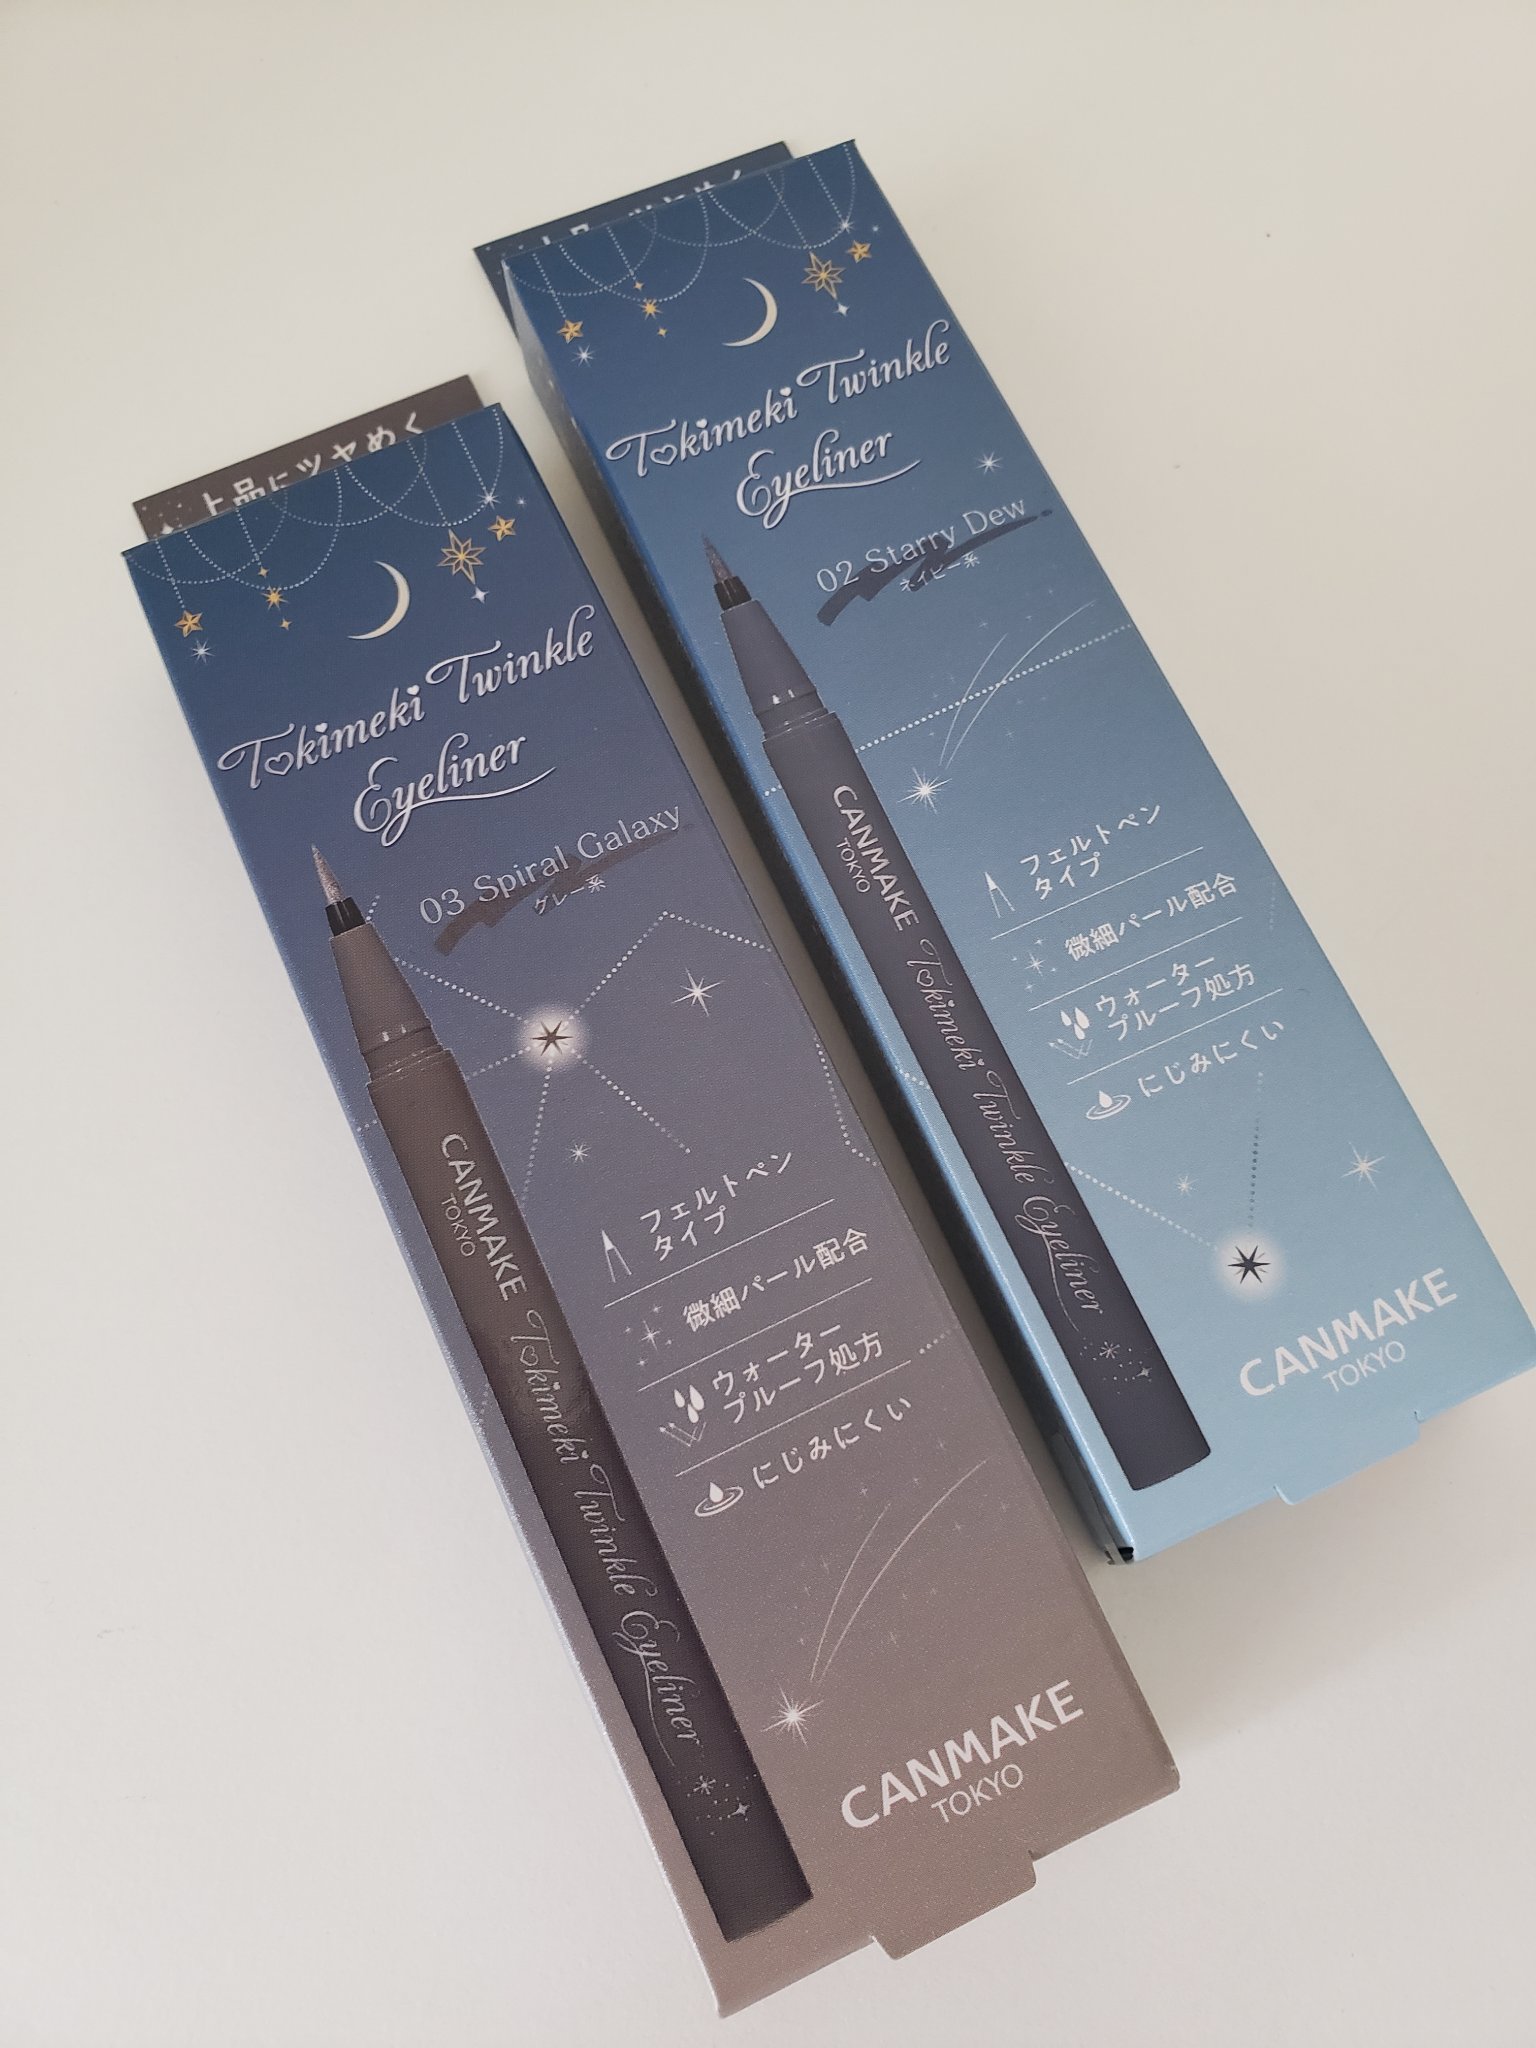 上品にツヤめく
Tokimeki Twinkle
Eyeliner
03 Spiral Galaxy
グレー系
CANMAKE
TOKYO
Tokimeki Twinkle Eyeliner
フェルトペン
タイプ
微細パール配合
ウォーター
プルーフ処方
にじみにくい
CANMAKE
TOKYO
Tokimeki Twinkle
Eyeliner
02 Starry Dew
ネイビー系
CANMAKE
TOKYO
Tokimeki Twinkle Eyeliner
フェルトペン
タイプ
微細パール配合
ウォーター
プルーフ処方
にじみにくい
CANMAKE
TOKYO